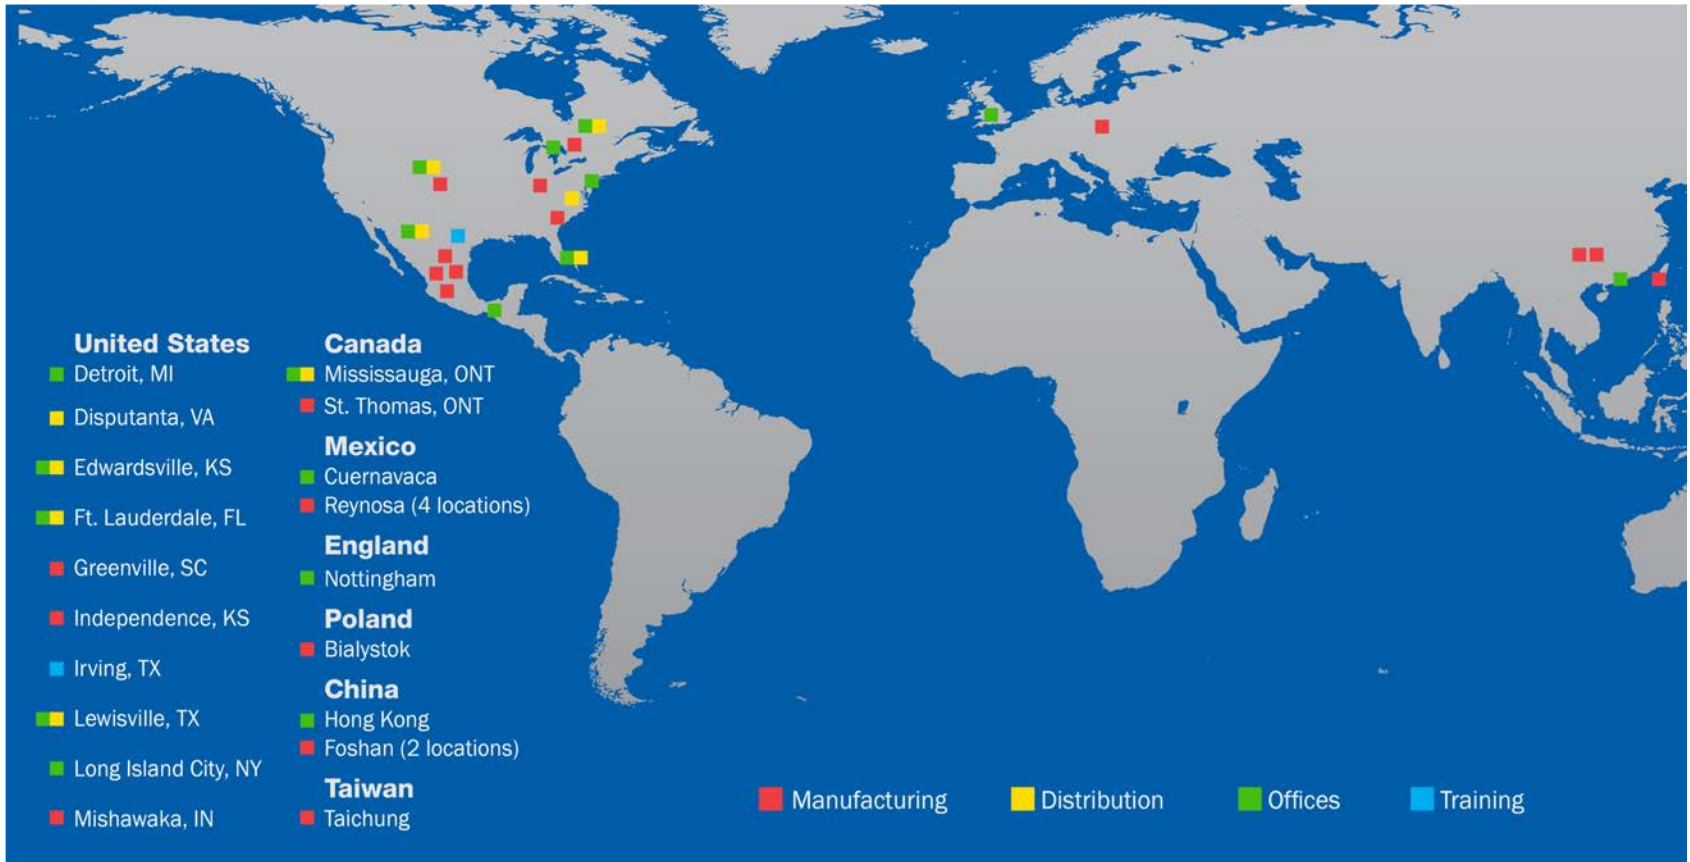 United States
Detroit, MI
Disputanta, VA
Edwardsville, KS
Ft. Lauderdale, FL
Greenville, SC
Independence, KS
Irving, TX
Lewisville, TX
Long Island City, NY
Mishawaka, IN
Canada
Mississauga, ONT
St. Thomas, ONT
Mexico
Cuernavaca
Reynosa (4 locations)
England
Nottingham
Poland
Bialystok
China
Hong Kong
Foshan (2 locations)
Taiwan
Taichung
Manufacturing
Distribution
Offices
Training